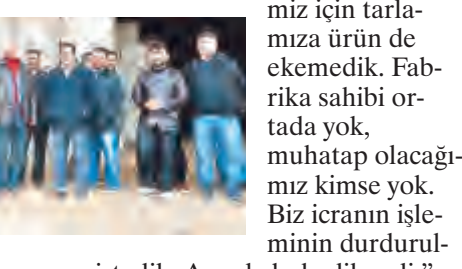 miz için tarla-
mıza ürün de
ekemedik. Fab-
rika sahibi or-
tada yok,
muhatap olacağı-
mız kimse yok.
Biz icranın işle-
minin durdurul-